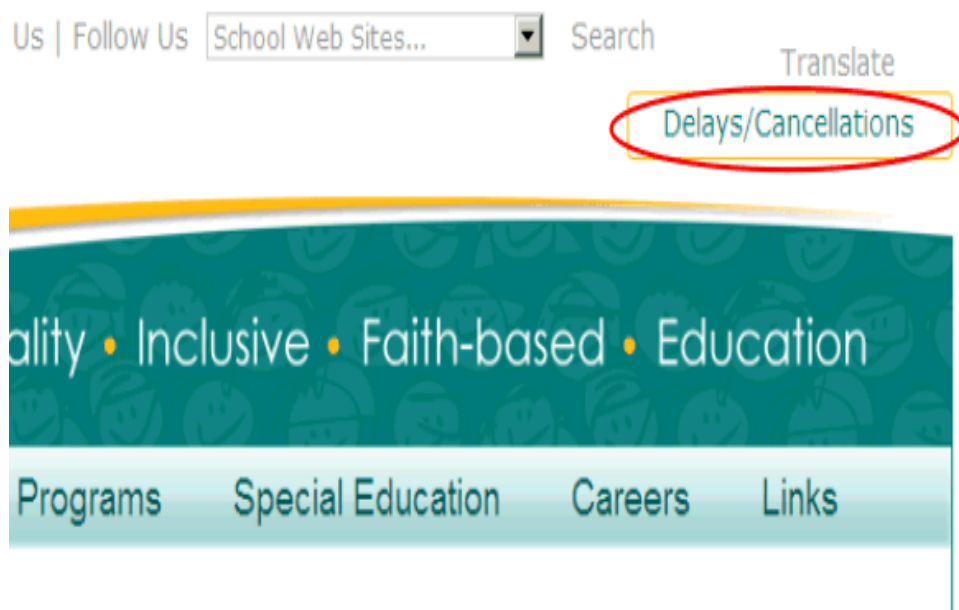 Us | Follow Us School Web Sites... Search
Translate
Delays/Cancellations
ality • Inclusive • Faith-based • Education
Programs Special Education Careers Links